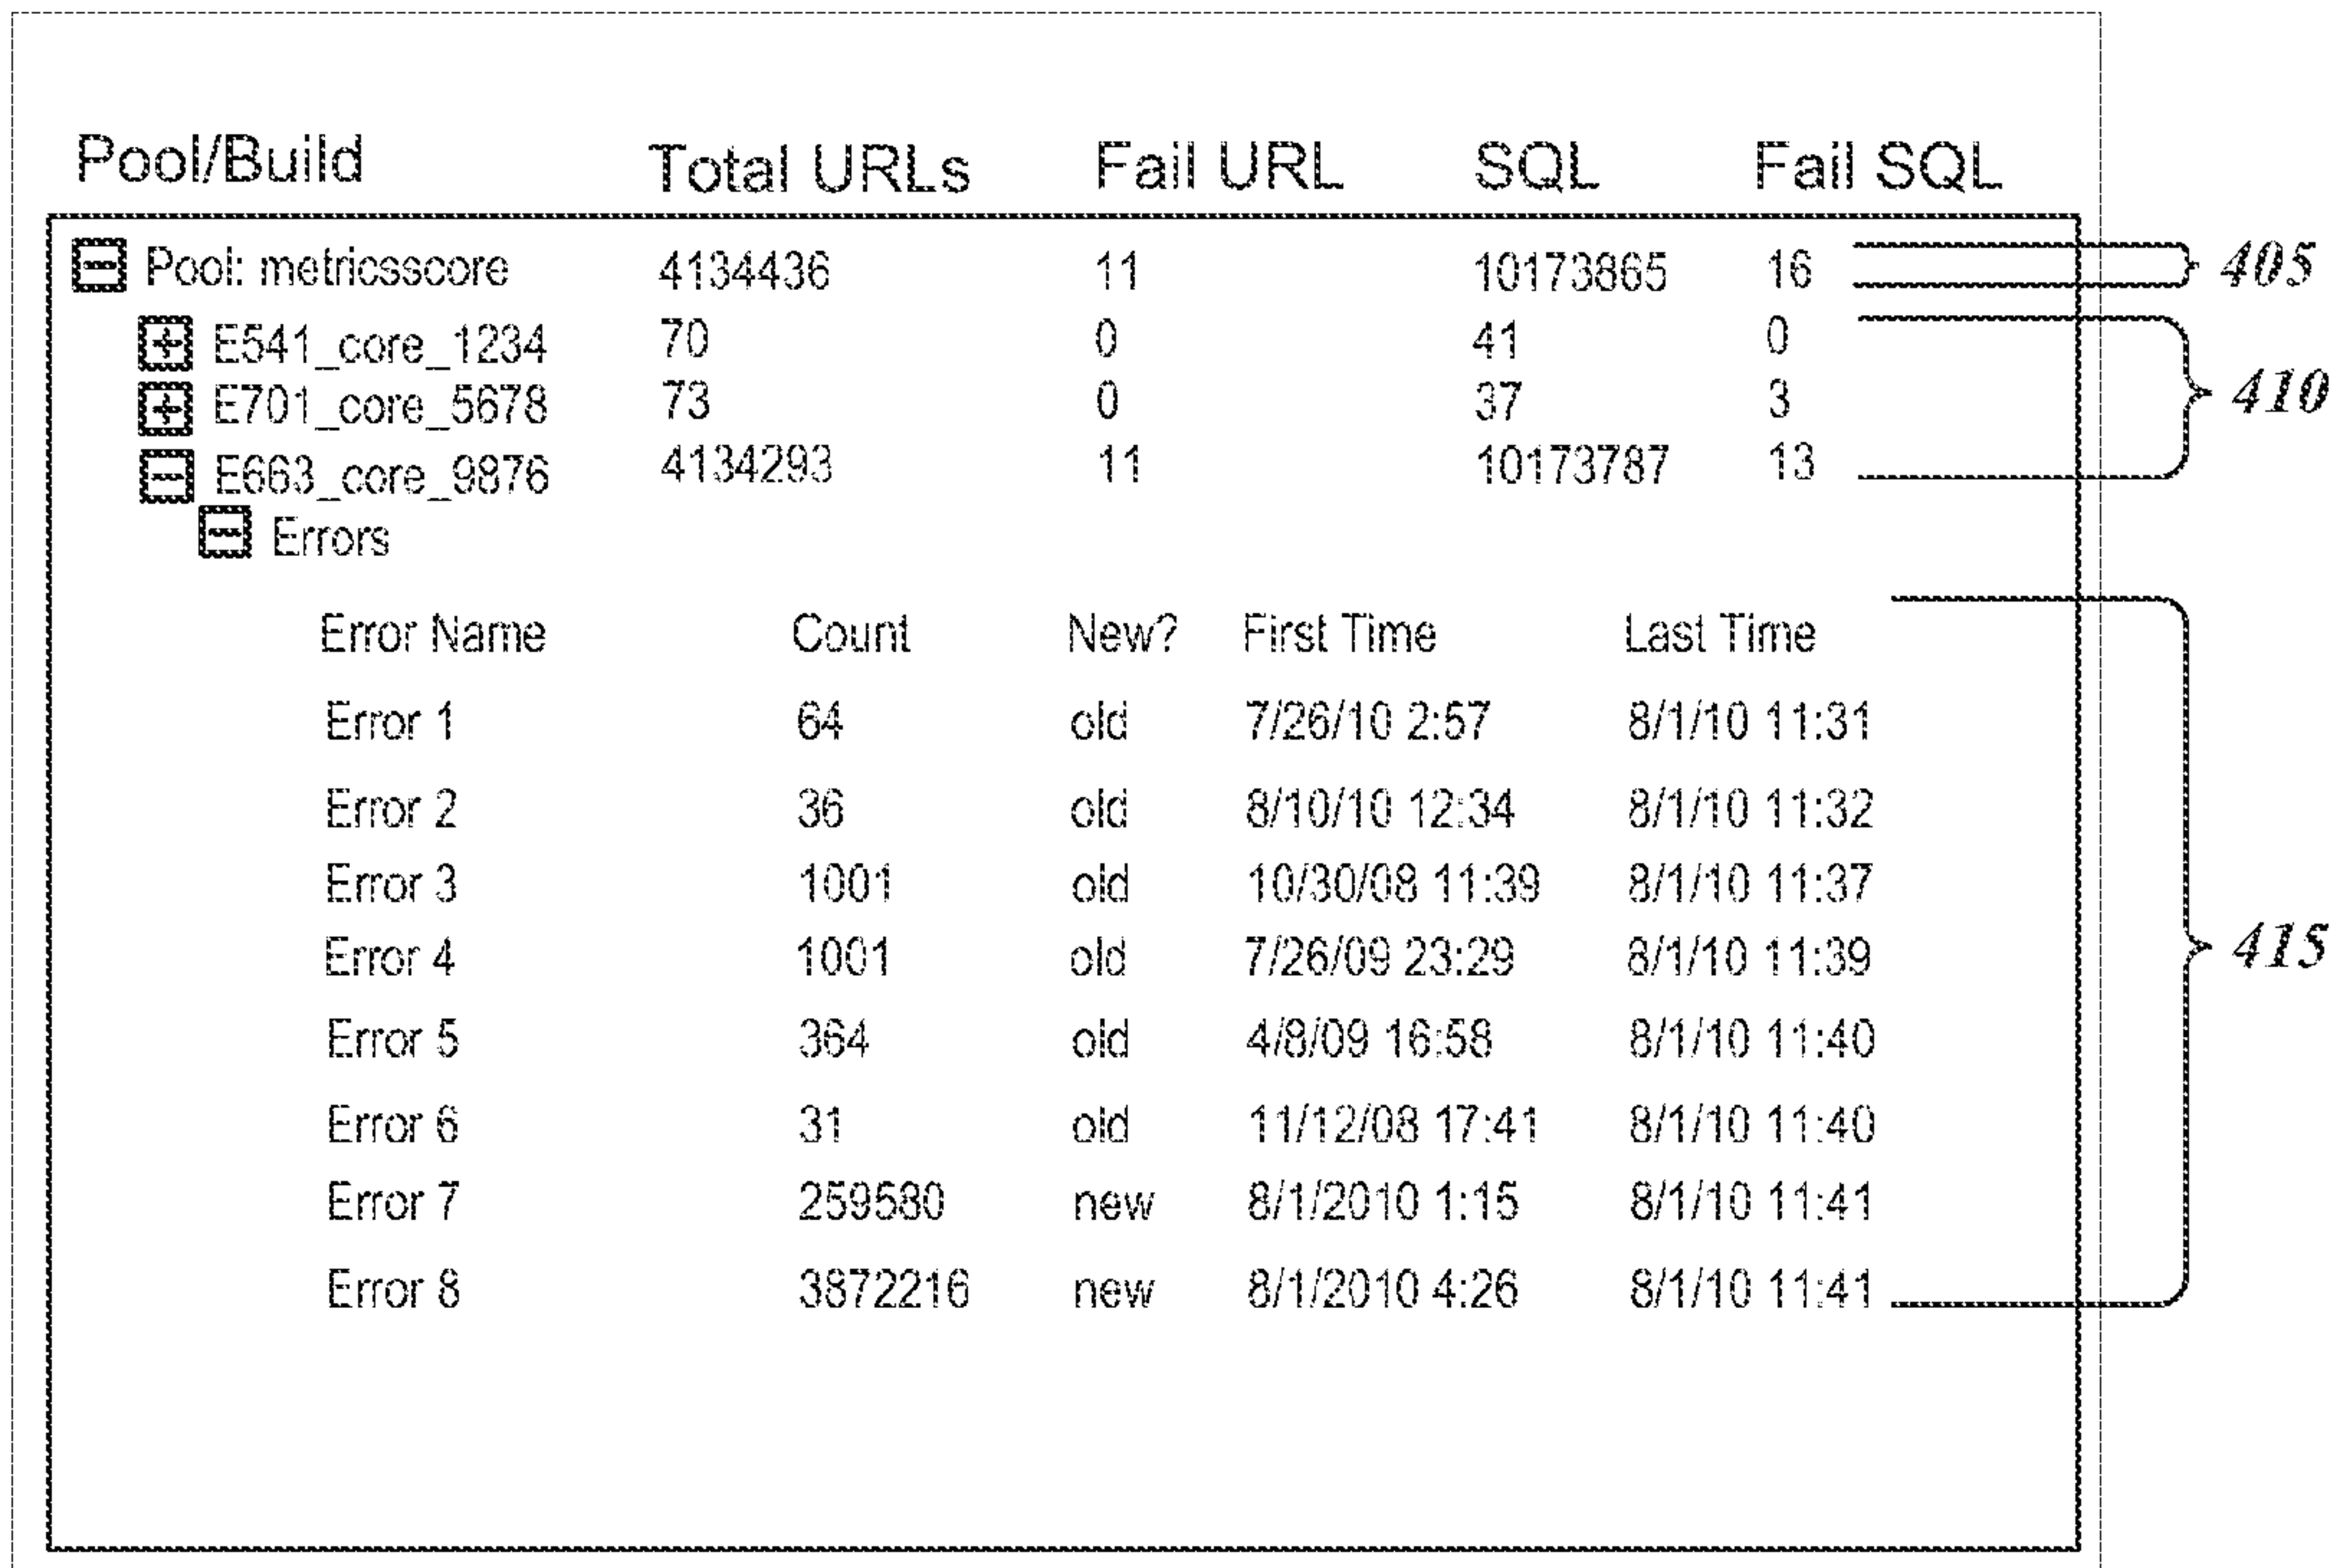 Pool/Build Total URLs Fail URL SQL Fail SQL
Pool: metricsscore 4134436 11 10173865 16 405
E541_core_1234 70 0 41 0
E701_core_5678 73 0 37 3 410
E663_core_9876 4134293 11 10173787 13
Errors
Error Name Count New? First Time Last Time
Error 1 64 old 7/26/10 2:57 8/1/10 11:31
Error 2 36 old 8/10/10 12:34 8/1/10 11:32
Error 3 1001 old 10/30/08 11:39 8/1/10 11:37
Error 4 1001 old 7/26/09 23:29 8/1/10 11:39 415
Error 5 364 old 4/8/09 16:58 8/1/10 11:40
Error 6 31 old 11/12/08 17:41 8/1/10 11:40
Error 7 259580 new 8/1/2010 1:15 8/1/10 11:41
Error 8 3872216 new 8/1/2010 4:26 8/1/10 11:41